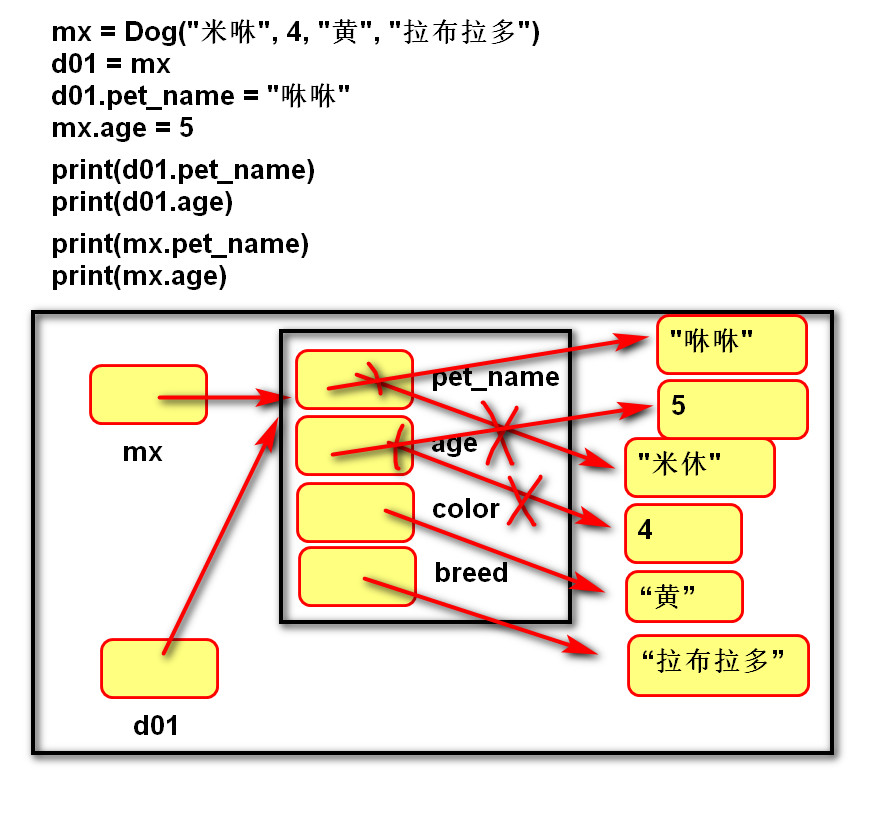 mx = Dog("米咻", 4, "黄", "拉布拉多")
d01 = mx
d01.pet_name = "咻咻"
mx.age = 5
print(d01.pet_name)
print(d01.age)
print(mx.pet_name)
print(mx.age)
"咻咻"
pet_name
5
mx
age
"米休"
color
4
breed
“黄”
“拉布拉多”
d01